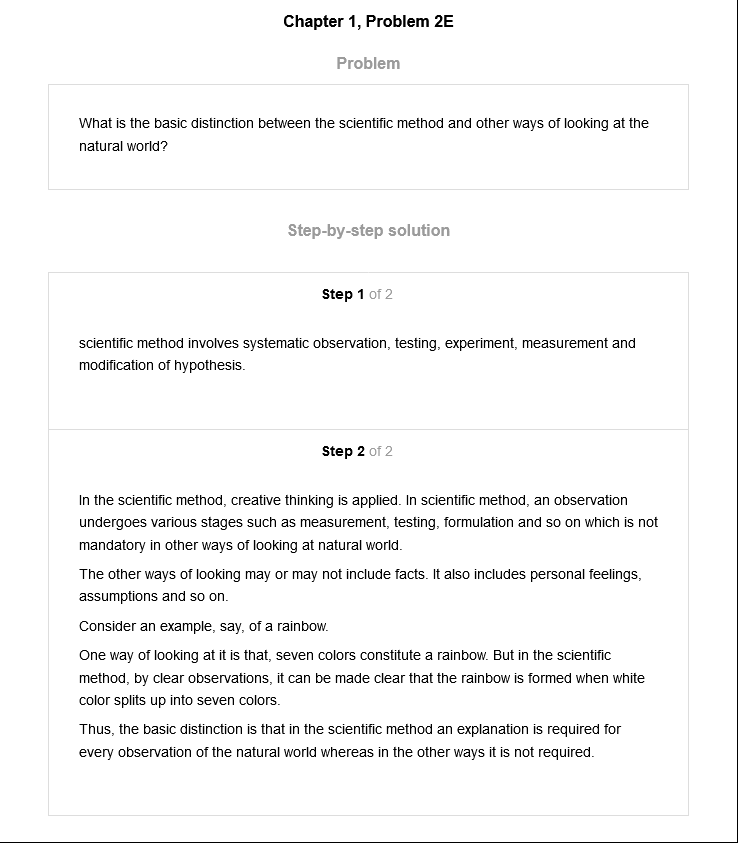 Chapter 1, Problem 2E
Problem
What is the basic distinction between the scientific method and other ways of looking at the
natural world?
Step-by-step solution
Step 1 of 2
scientific method involves systematic observation, testing, experiment, measurement and
modification of hypothesis.
Step 2 of 2
In the scientific method, creative thinking is applied. In scientific method, an observation
undergoes various stages such as measurement, testing, formulation and so on which is not
mandatory in other ways of looking at natural world.
The other ways of looking may or may not include facts. It also includes personal feelings,
assumptions and so on.
Consider an example, say, of a rainbow.
One way of looking at it is that, seven colors constitute a rainbow. But in the scientific
method, by clear observations, it can be made clear that the rainbow is formed when white
color splits up into seven colors.
Thus, the basic distinction is that in the scientific method an explanation is required for
every observation of the natural world whereas in the other ways it is not required.